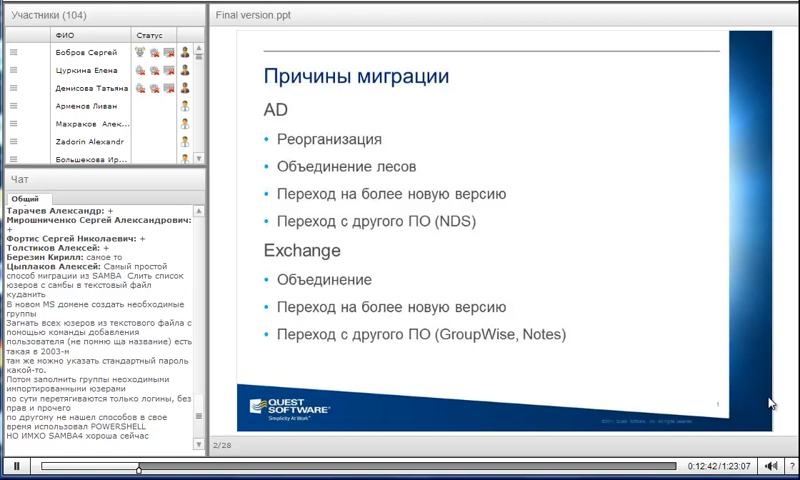 Участники (104)
ФИО
Статус
Бобров Сергей
Цуркина Елена
Денисова Татьяна
Арменов Ливан
Махраков Алек...
Zadorin Alexandr
Большекова Ир...
Чат
Общий
Тарачев Александр: +
Мирошниченко Сергей Александрович:
+
Фортис Сергей Николаевич: +
Толстиков Алексей: +
Березин Кирилл: самое то
Цыплаков Алексей: Самый простой
способ миграции из SAMBA Слить список
юзеров с самбы в текстовый файл
куданить
В новом MS домене создать необходимые
группы
Загнать всех юзеров из текстового файла с
помощью команды добавления
пользователя (не помню ща название) есть
такая в 2003-н
там же можно указать стандартный пароль
какой-то.
Потом заполнить группы неоходимыми
импортированными юзерами
по сути перетягиваются только логины, без
прав и прочего
по другому не нашел способов в свое
время использовал POWERSHELL
НО ИМХО SAMBA4 хороша сейчас
Final version.ppt
Причины миграции
AD
• Реорганизация
• Объединение лесов
• Переход на более новую версию
• Переход с другого ПО (NDS)
Exchange
• Объединение
• Переход на более новую версию
• Переход с другого ПО (GroupWise, Notes)
QUEST
SOFTWARE®
Simplicity At Work™
1
2/28
0:12:42/1:23:07
?